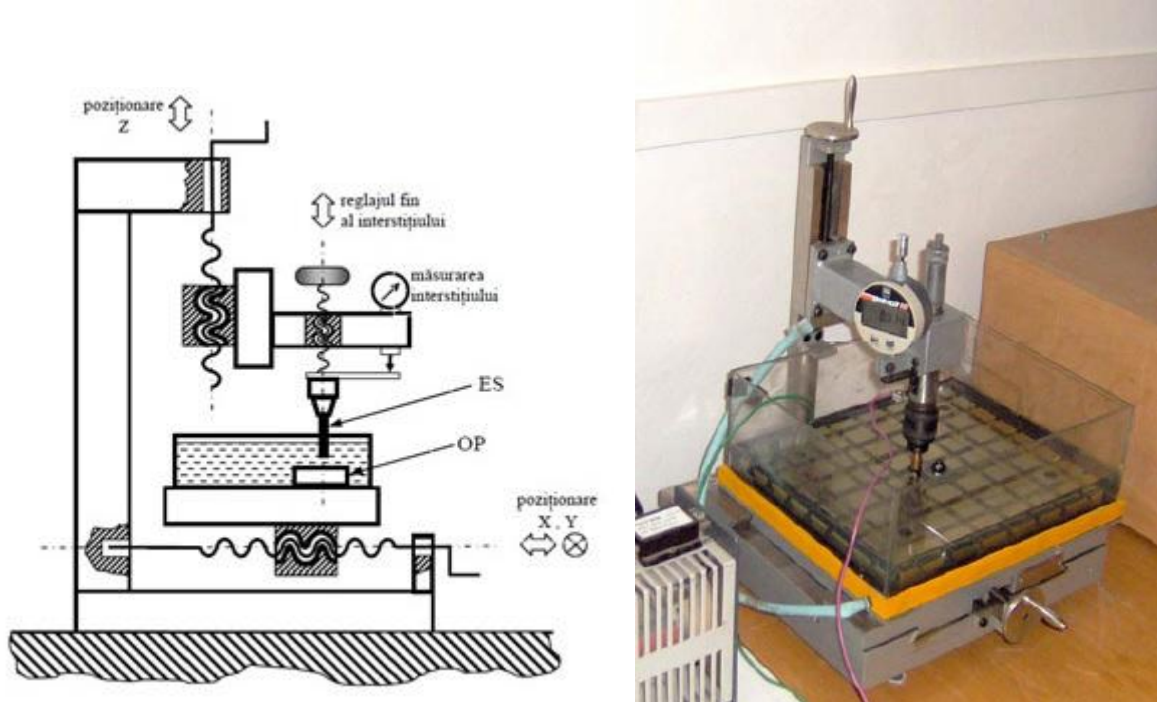 poziționare
Z
reglajul fin
al interstițiului
măsurarea
interstițiului
ES
OP
poziționare
X , Y